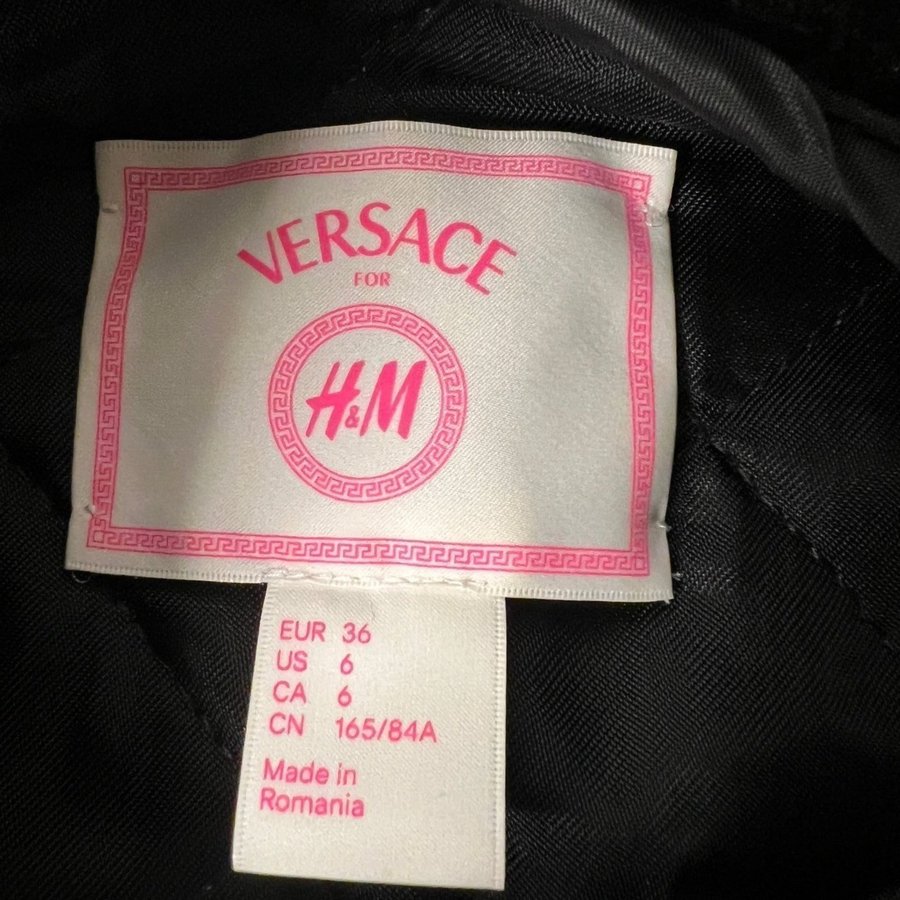 VERSACE
FOR
H&M
EUR 36
US 6
CA 6
CN 165/84A
Made in
Romania